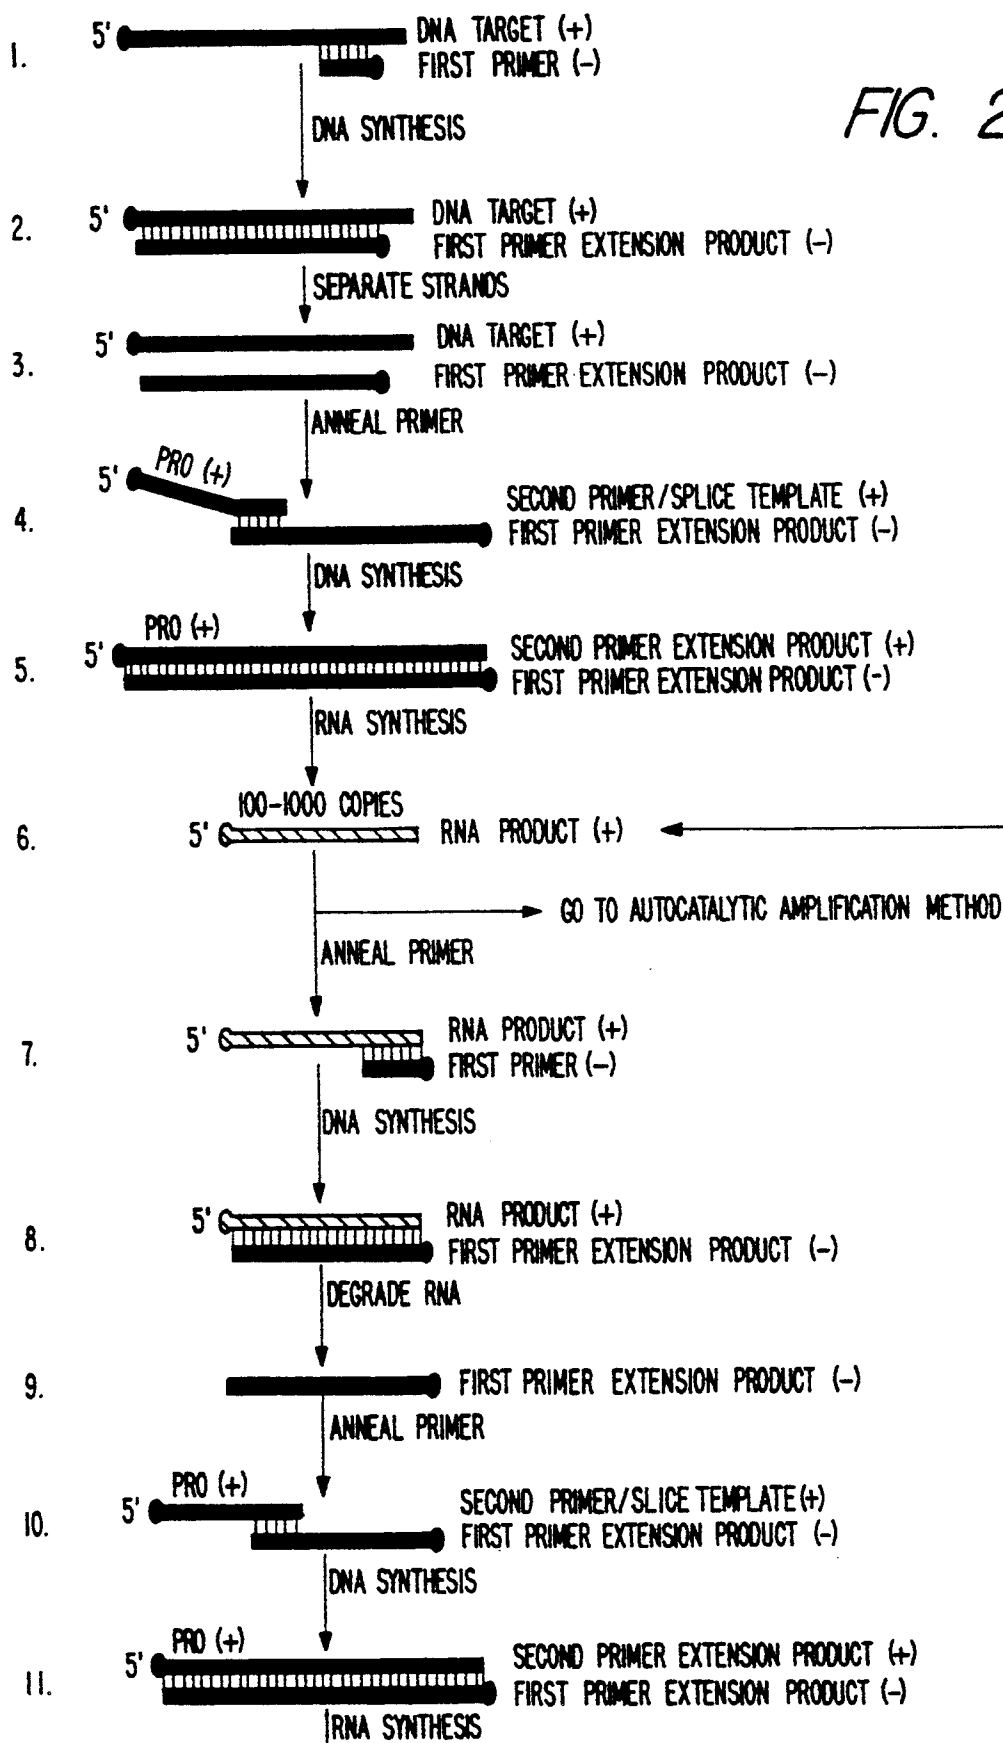 FIG. 2
1.
5'
DNA TARGET (+)
FIRST PRIMER (-)
DNA SYNTHESIS
2.
5'
DNA TARGET (+)
FIRST PRIMER EXTENSION PRODUCT (-)
SEPARATE STRANDS
3.
5'
DNA TARGET (+)
FIRST PRIMER EXTENSION PRODUCT (-)
ANNEAL PRIMER
4.
5'
PRO (+)
SECOND PRIMER/SPLICE TEMPLATE (+)
FIRST PRIMER EXTENSION PRODUCT (-)
DNA SYNTHESIS
5.
PRO (+)
5'
SECOND PRIMER EXTENSION PRODUCT (+)
FIRST PRIMER EXTENSION PRODUCT (-)
RNA SYNTHESIS
100-1000 COPIES
6.
5'
RNA PRODUCT (+)
GO TO AUTOCATALYTIC AMPLIFICATION METHOD
ANNEAL PRIMER
7.
5'
RNA PRODUCT (+)
FIRST PRIMER (-)
DNA SYNTHESIS
8.
5'
RNA PRODUCT (+)
FIRST PRIMER EXTENSION PRODUCT (-)
DEGRADE RNA
9.
FIRST PRIMER EXTENSION PRODUCT (-)
ANNEAL PRIMER
10.
PRO (+)
5'
SECOND PRIMER/SLICE TEMPLATE (+)
FIRST PRIMER EXTENSION PRODUCT (-)
DNA SYNTHESIS
11.
PRO (+)
5'
SECOND PRIMER EXTENSION PRODUCT (+)
FIRST PRIMER EXTENSION PRODUCT (-)
RNA SYNTHESIS